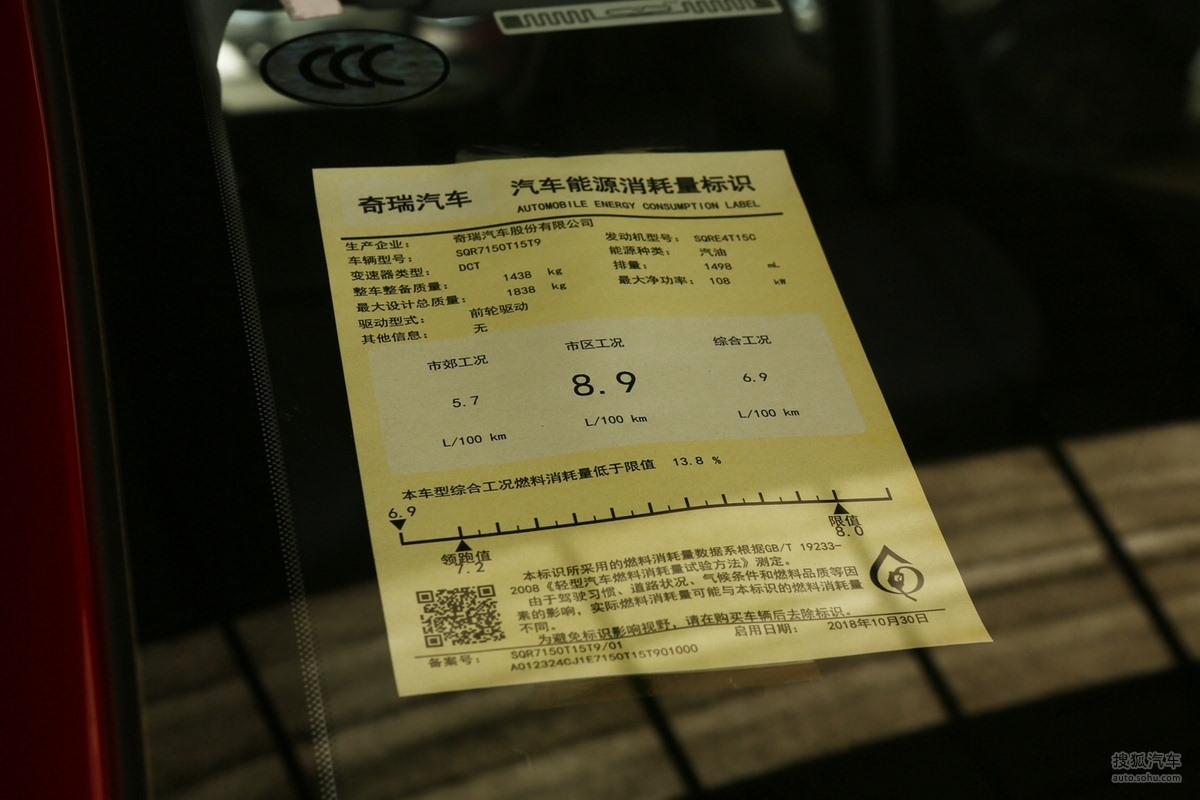 CCC
奇瑞汽车 汽车能源消耗量标识
AUTOMOBILE ENERGY CONSUMPTION LABEL
生产企业: 奇瑞汽车股份有限公司
车辆型号: SQR7150T15T9 发动机型号: SQRE4T15C
变速器类型: DCT 能源种类: 汽油
整车整备质量: 1438 kg 排量: 1498 mL
最大设计总质量: 1838 kg 最大净功率: 108 kW
驱动型式: 前轮驱动
其他信息: 无
市郊工况 市区工况 综合工况
5.7 8.9 6.9
L/100 km L/100 km L/100 km
本车型综合工况燃料消耗量低于限值 13.8 %
6.9
领跑值 限值
7.2 8.0
本标识所采用的燃料消耗量数据系根据GB/T 19233-
2008《轻型汽车燃料消耗量试验方法》测定。
由于驾驶习惯、道路状况、气候条件和燃料品质等因
素的影响,实际燃料消耗量可能与本标识的燃料消耗量
不同。
为避免标识影响视野,请在购买车辆后去除标识。
备案号: SQR7150T15T9/01 启用日期: 2018年10月30日
A012324CJ1E7150T15T901000
搜狐汽车
auto.sohu.com